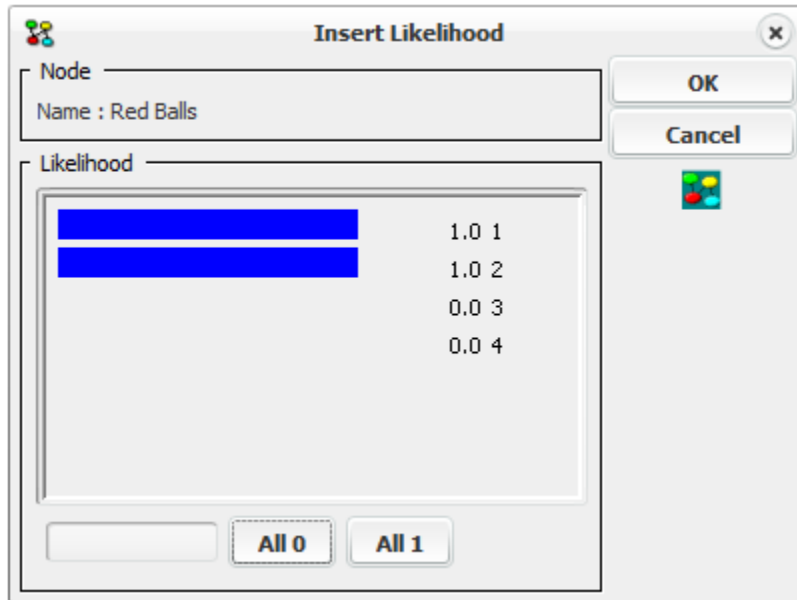 Insert Likelihood
Node
Name : Red Balls
OK
Cancel
Likelihood
1.0 1
1.0 2
0.0 3
0.0 4
All 0
All 1